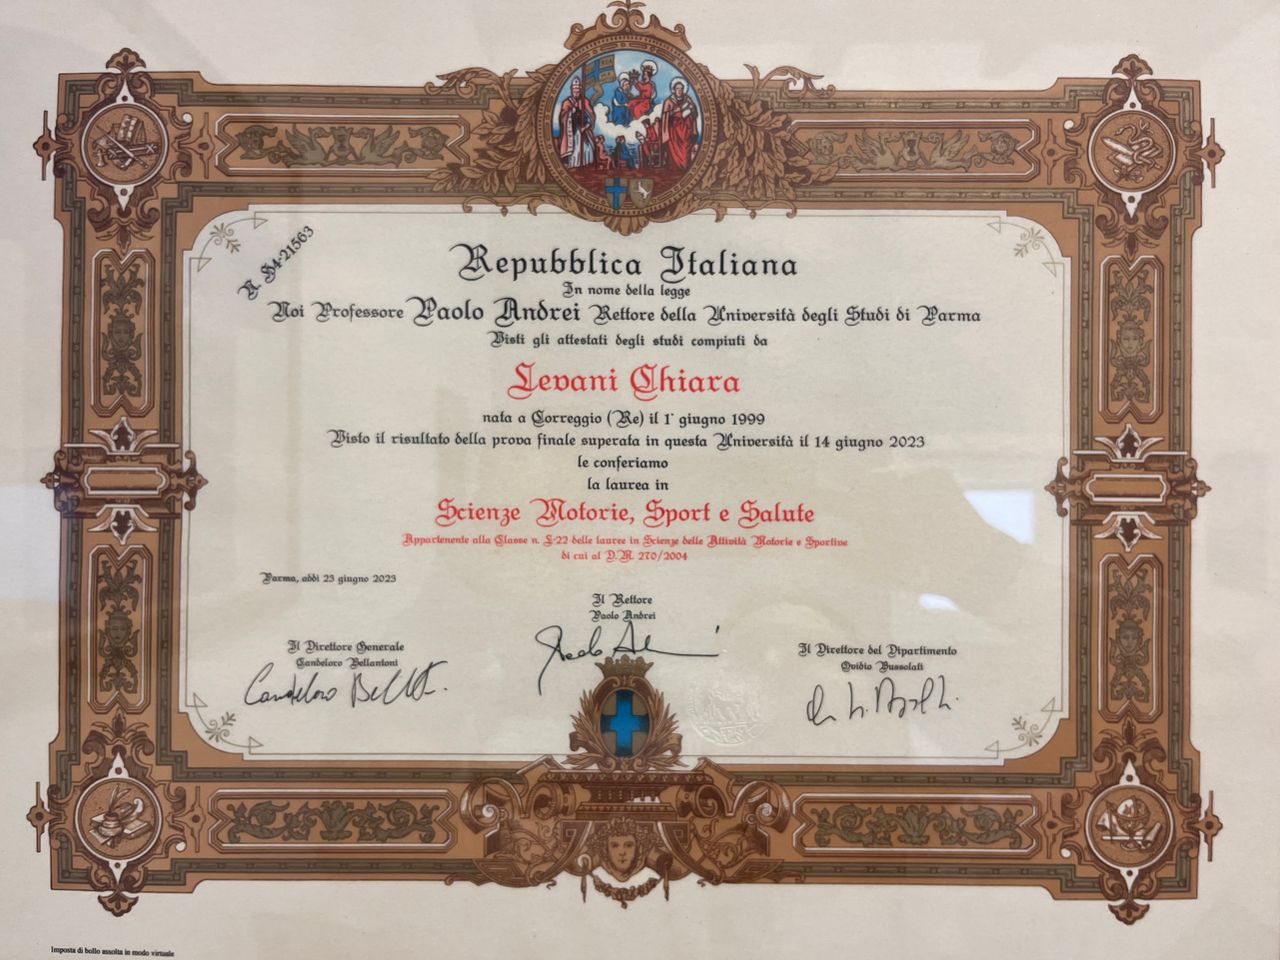 N. S4-21563
Repubblica Italiana
In nome della legge
Noi Professore Paolo Andrei Rettore della Università degli Studi di Parma
Visti gli attestati degli studi compiuti da
Levani Chiara
nata a Correggio (Re) il 1° giugno 1999
Visto il risultato della prova finale superata in questa Università il 14 giugno 2023
le conferiamo
la laurea in
Scienze Motorie, Sport e Salute
Appartenente alla Classe n. L-22 delle lauree in Scienze delle Attività Motorie e Sportive
di cui al D.M. 270/2004
Parma, addì 23 giugno 2023
Il Rettore
Paolo Andrei
Il Direttore Generale
Candeloro Bellantoni
Candeloro Bell
Il Direttore del Dipartimento
Ovidio Bussolati
Imposta di bollo assolta in modo virtuale